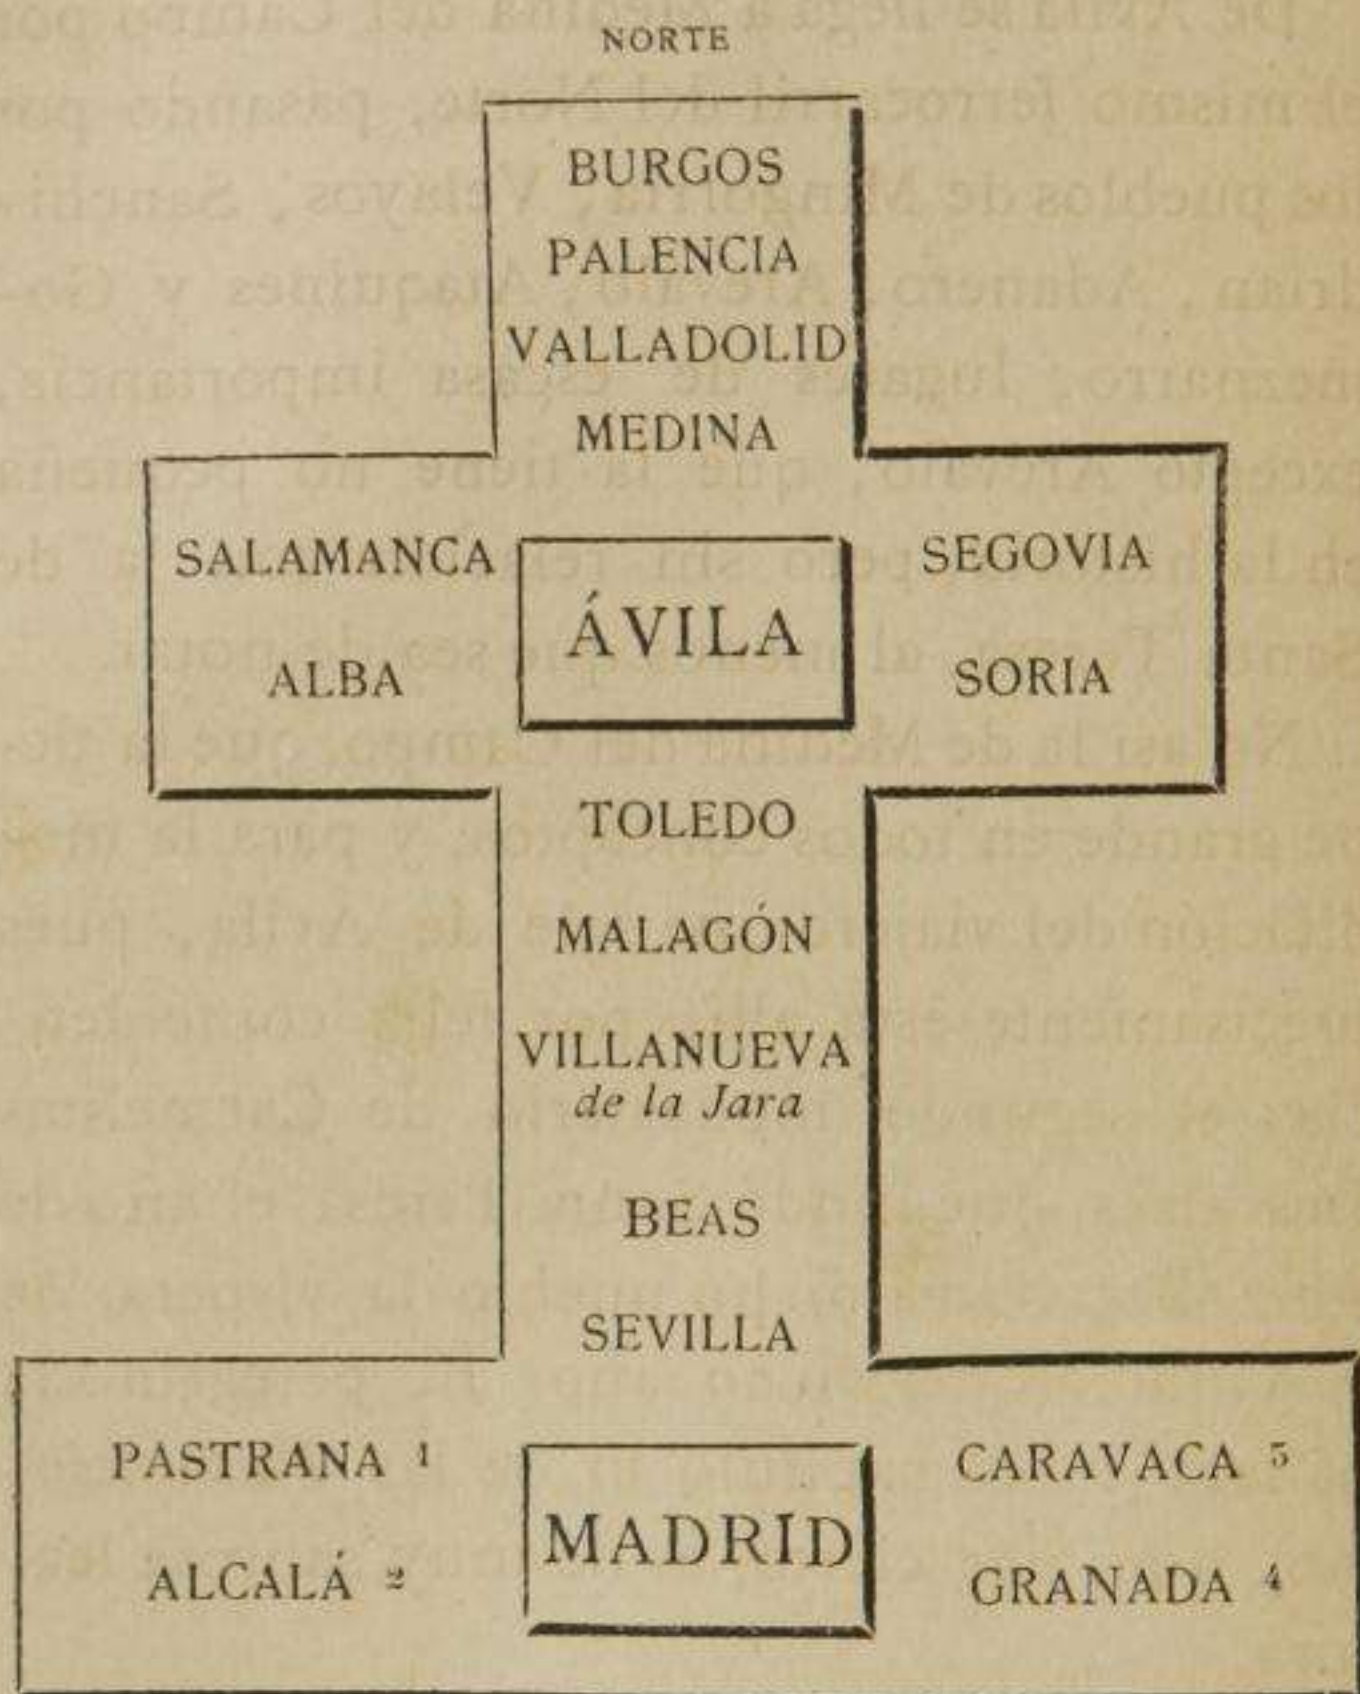 NORTE
BURGOS
PALENCIA
VALLADOLID
MEDINA
SALAMANCA
ALBA
ÁVILA
SEGOVIA
SORIA
TOLEDO
MALAGÓN
VILLANUEVA
de la Jara
BEAS
SEVILLA
PASTRANA 1
ALCALÁ 2
MADRID
CARAVACA 3
GRANADA 4